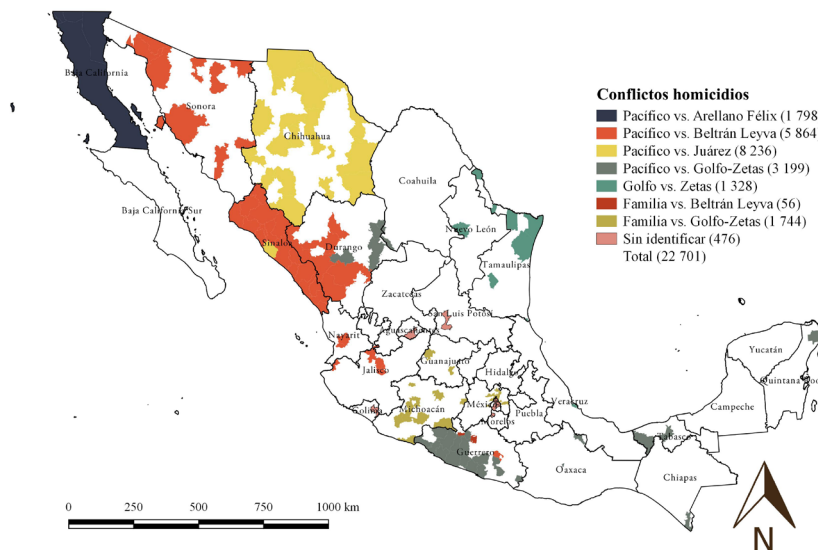 Baja California
Sonora
Chihuahua
Coahuila
Baja California Sur
Sinaloa
Durango
Nuevo León
Tamaulipas
Zacatecas
San Luis Potosí
Aguascalientes
Nayarit
Guanajuato
Jalisco
Hidalgo
Colima
Michoacán
México
Morelos
Puebla
Veracruz
Guerrero
Oaxaca
Tabasco
Chiapas
Campeche
Yucatán
Quintana Roo
Conflictos homicidios
Pacífico vs. Arellano Félix (1 798
Pacífico vs. Beltrán Leyva (5 864
Pacífico vs. Juárez (8 236)
Pacífico vs. Golfo-Zetas (3 199)
Golfo vs. Zetas (1 328)
Familia vs. Beltrán Leyva (56)
Familia vs. Golfo-Zetas (1 744)
Sin identificar (476)
Total (22 701)
0 250 500 750 1000 km
N